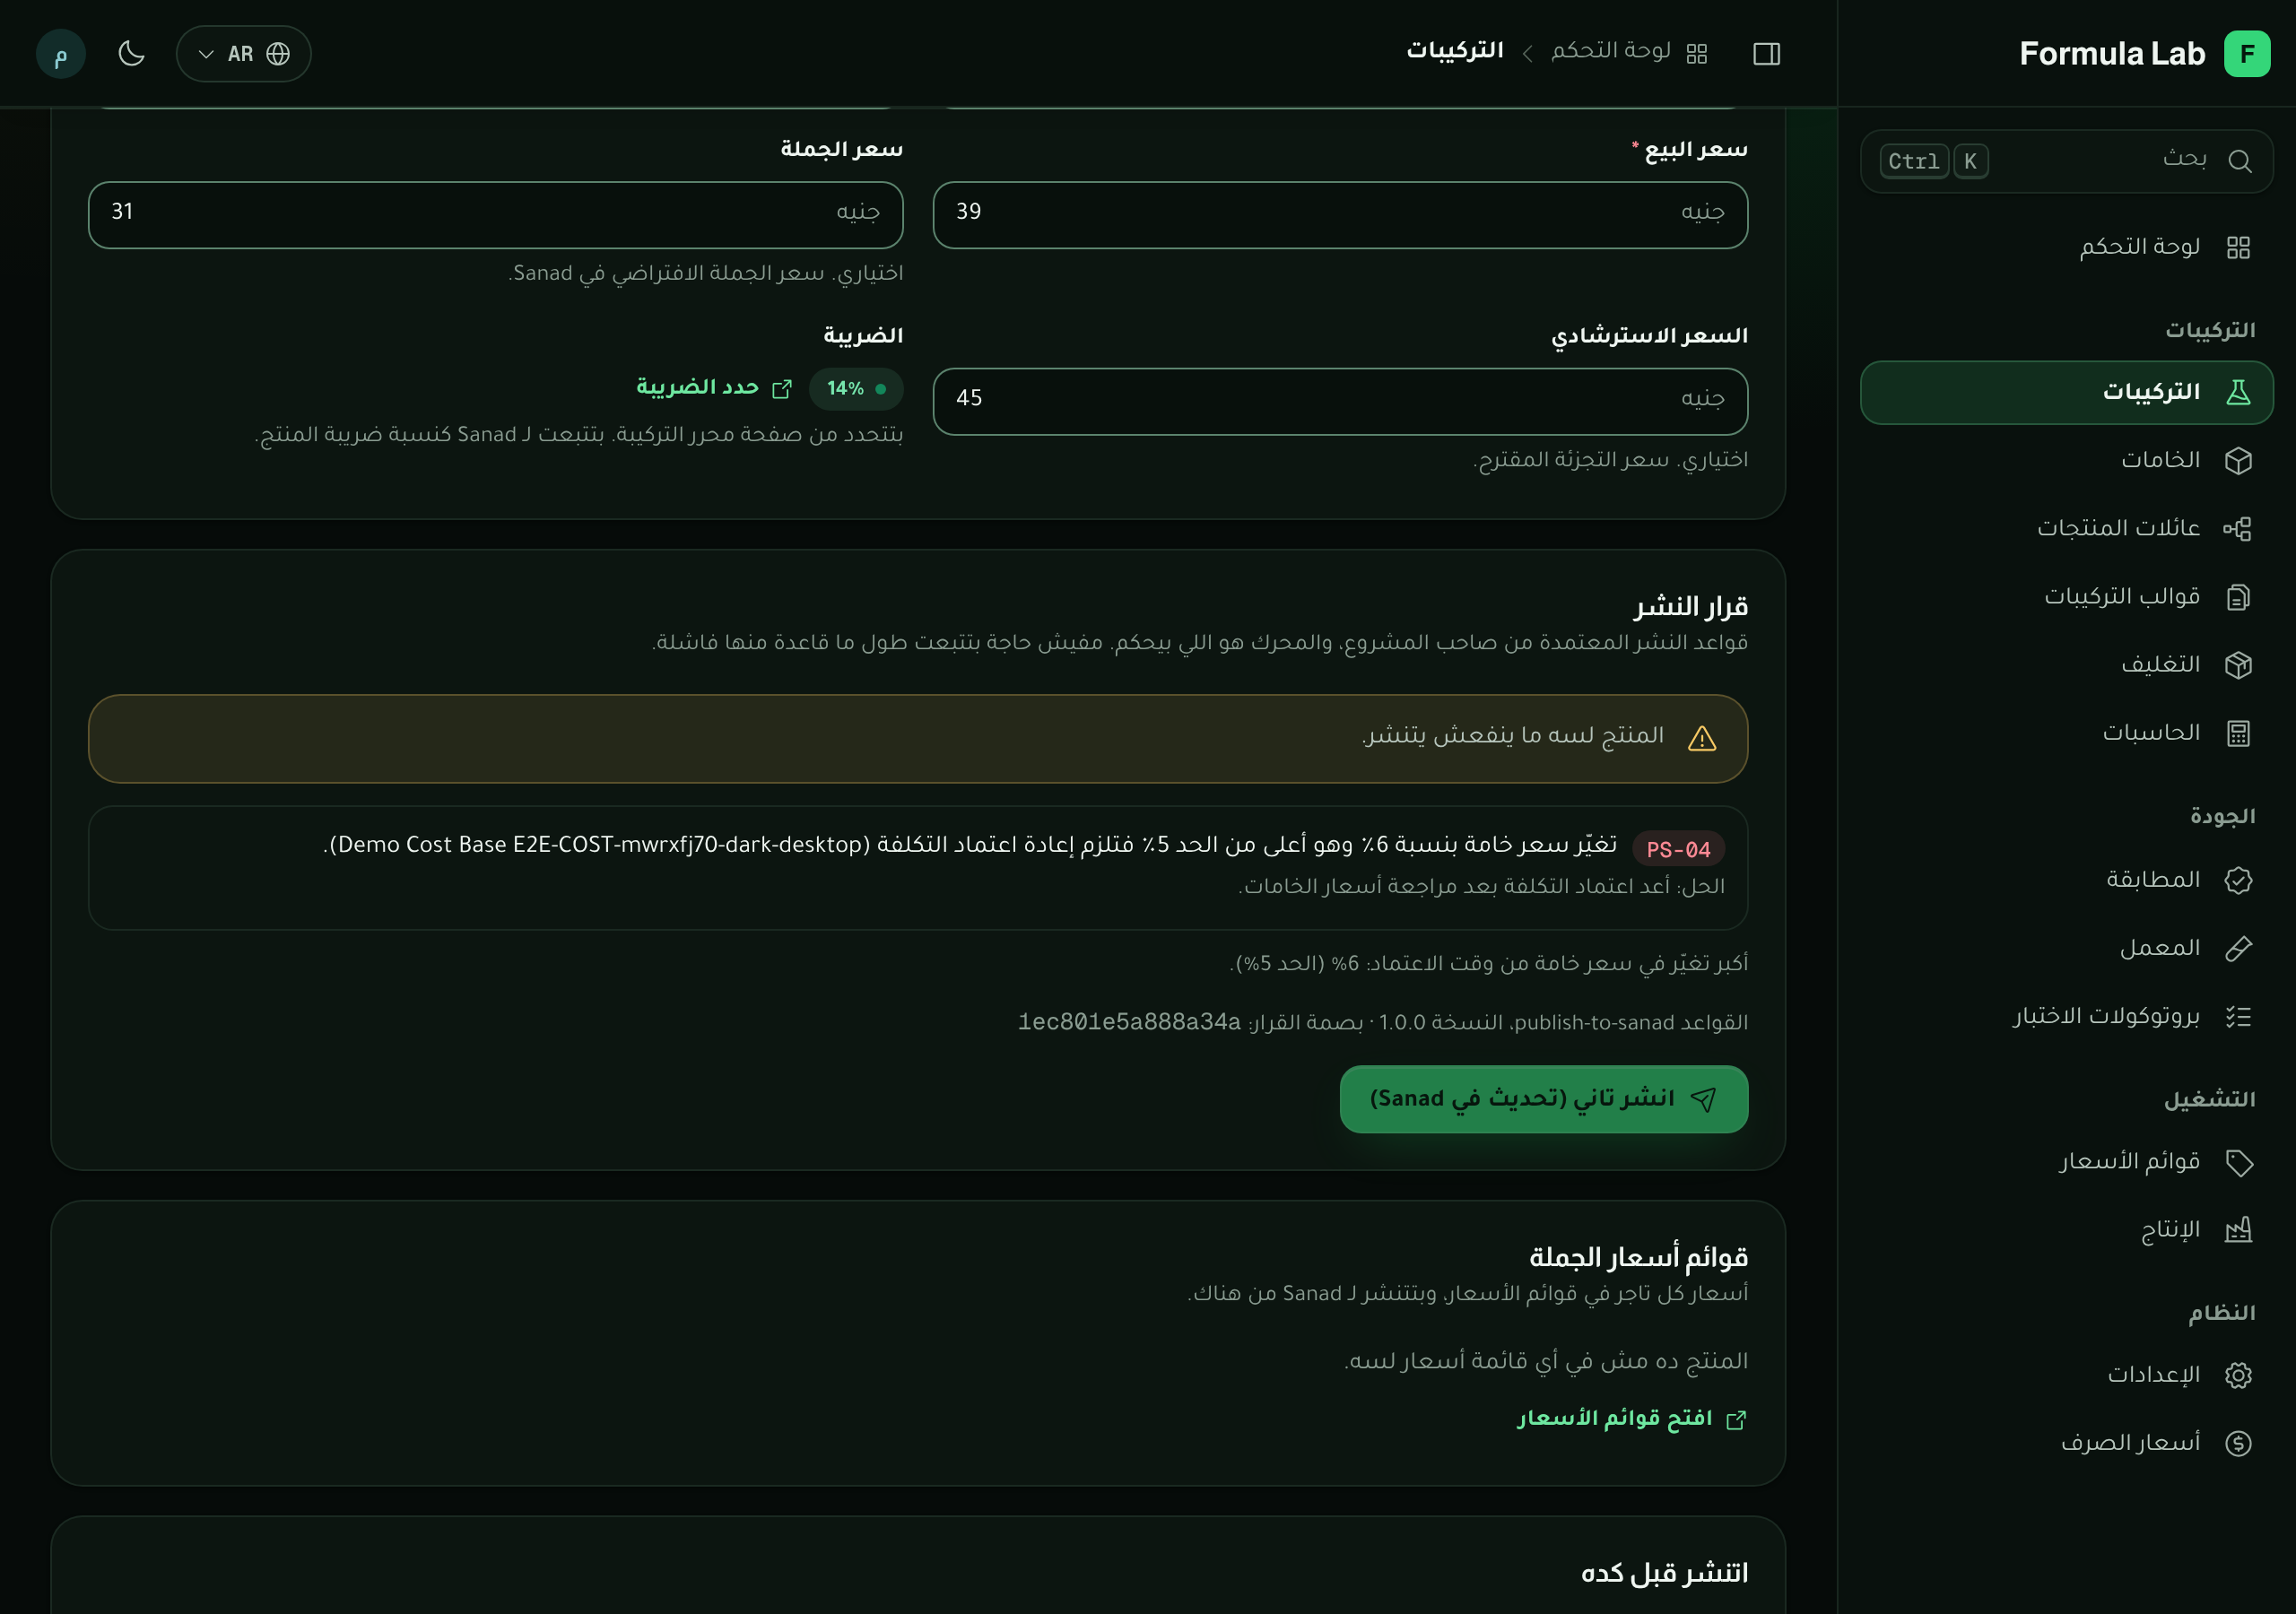 F Formula Lab
لوحة التحكم
التركيبات
AR
م
بحث
Ctrl K
لوحة التحكم
التركيبات
التركيبات
الخامات
عائلات المنتجات
قوالب التركيبات
التغليف
الحاسبات
الجودة
المطابقة
المعمل
بروتوكولات الاختبار
التشغيل
قوائم الأسعار
الإنتاج
النظام
الإعدادات
أسعار الصرف
سعر البيع *
جنيه 39
سعر الجملة
جنيه 31
اختياري. سعر الجملة الافتراضي في Sanad.
السعر الاسترشادي
جنيه 45
اختياري. سعر التجزئة المقترح.
الضريبة
14% حدد الضريبة
بتتحدد من صفحة محرر التركيبة. بتتبعت لـ Sanad كنسبة ضريبة المنتج.
قرار النشر
قواعد النشر المعتمدة من صاحب المشروع، والمحرك هو اللي بيحكم. مفيش حاجة بتتبعت طول ما قاعدة منها فاشلة.
المنتج لسه ما ينفعش يتنشر.
PS-04 تغيّر سعر خامة بنسبة 6٪ وهو أعلى من الحد 5٪ فتلزم إعادة اعتماد التكلفة (Demo Cost Base E2E-COST-mwrxfj70-dark-desktop).
الحل: أعد اعتماد التكلفة بعد مراجعة أسعار الخامات.
أكبر تغيّر في سعر خامة من وقت الاعتماد: 6% (الحد 5%).
القواعد publish-to-sanad، النسخة 1.0.0 · بصمة القرار: 1ec801e5a888a34a
انشر تاني (تحديث في Sanad)
قوائم أسعار الجملة
أسعار كل تاجر في قوائم الأسعار، وبتتنشر لـ Sanad من هناك.
المنتج ده مش في أي قائمة أسعار لسه.
افتح قوائم الأسعار
اتنشر قبل كده